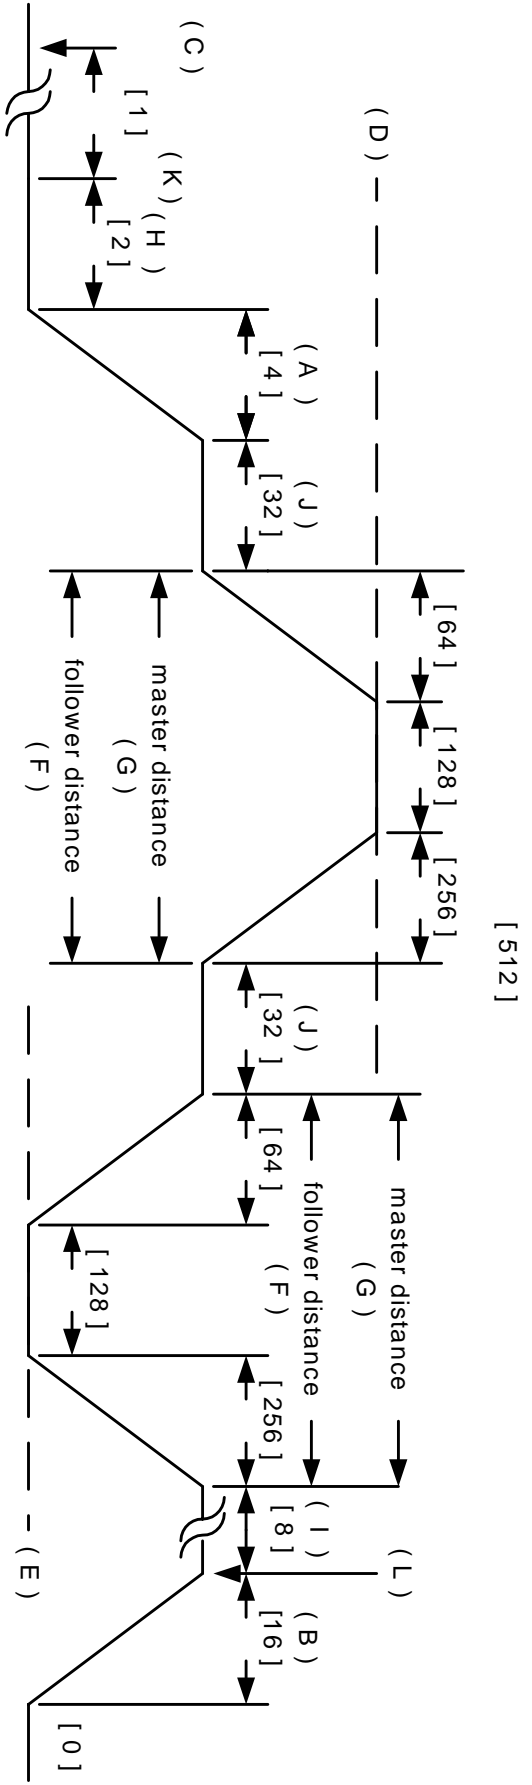 ( C )
[ 1 ]
( K )
( H )
[ 2 ]
( D )
( A )
[ 4 ]
( J )
[ 32 ]
[ 64 ]
[ 128 ]
[ 256 ]
[ 512 ]
master distance
( G )
follower distance
( F )
( J )
[ 32 ]
[ 64 ]
[ 128 ]
[ 256 ]
master distance
( G )
follower distance
( F )
( I )
[ 8 ]
( L )
( B )
[ 16 ]
( E )
[ 0 ]